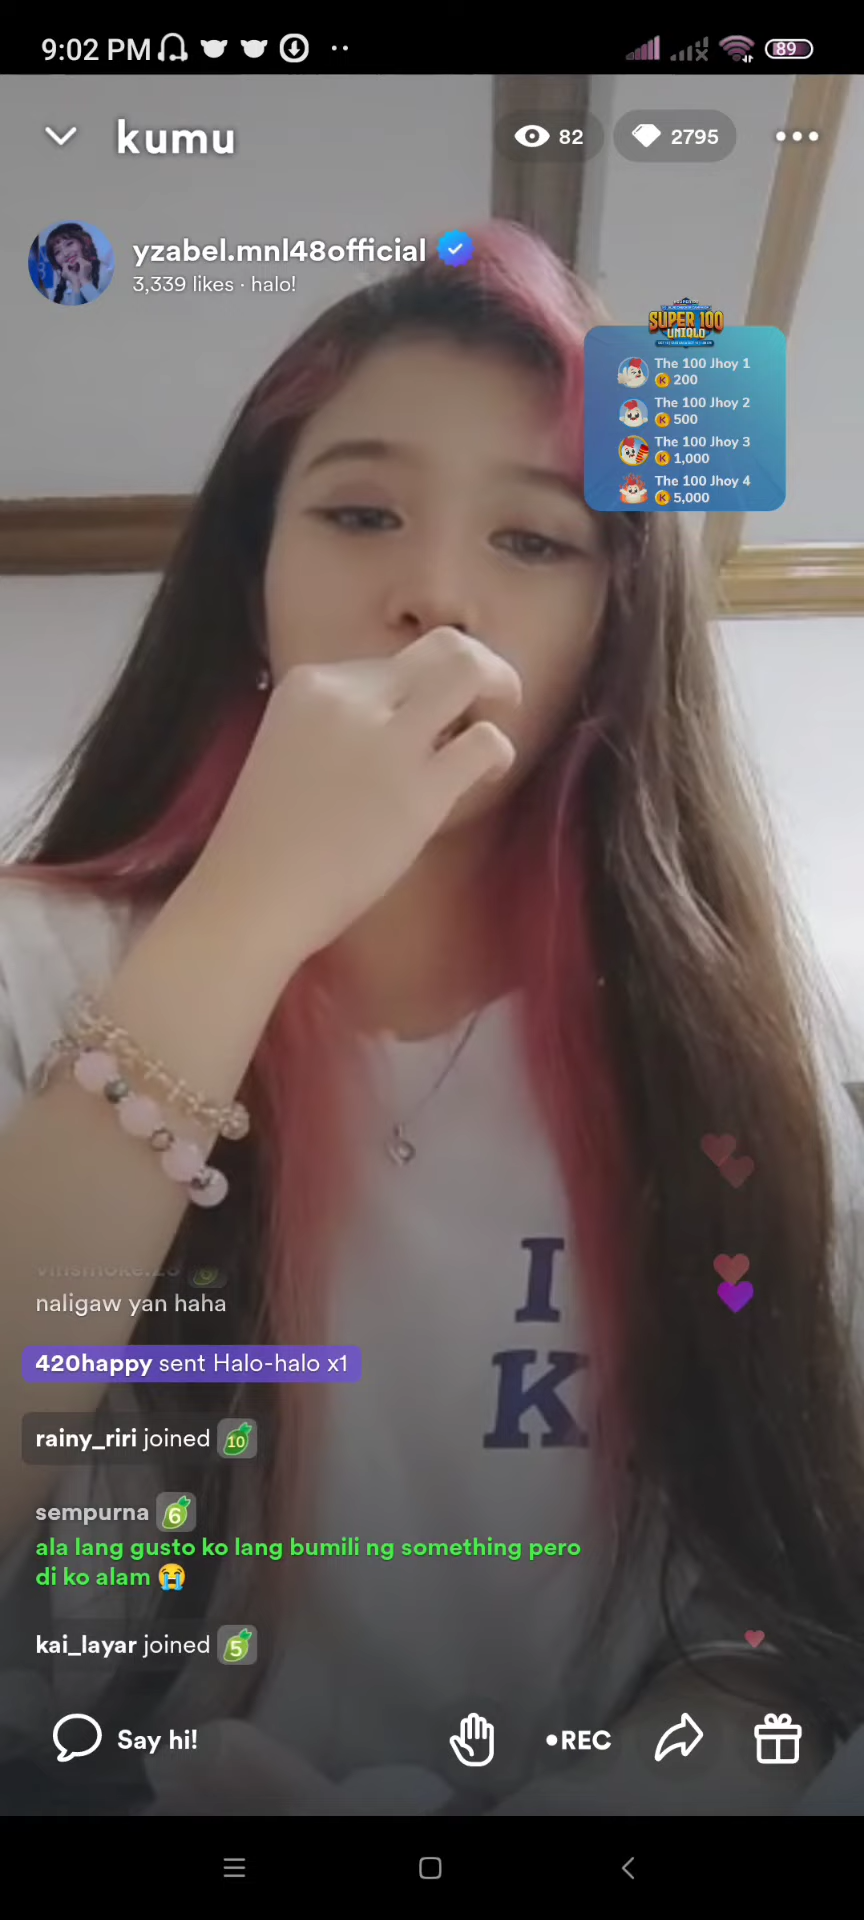 9:02 PM
89
kumu
82
2795
yzabel.mnl48official
3,339 likes · halo!
SUPER 100
UNIQLO
The 100 Jhoy 1
200
The 100 Jhoy 2
500
The 100 Jhoy 3
1,000
The 100 Jhoy 4
5,000
I
K
naligaw yan haha
420happy sent Halo-halo x1
rainy_riri joined 10
sempurna 6
ala lang gusto ko lang bumili ng something pero
di ko alam 😭
kai_layar joined 5
Say hi!
•REC